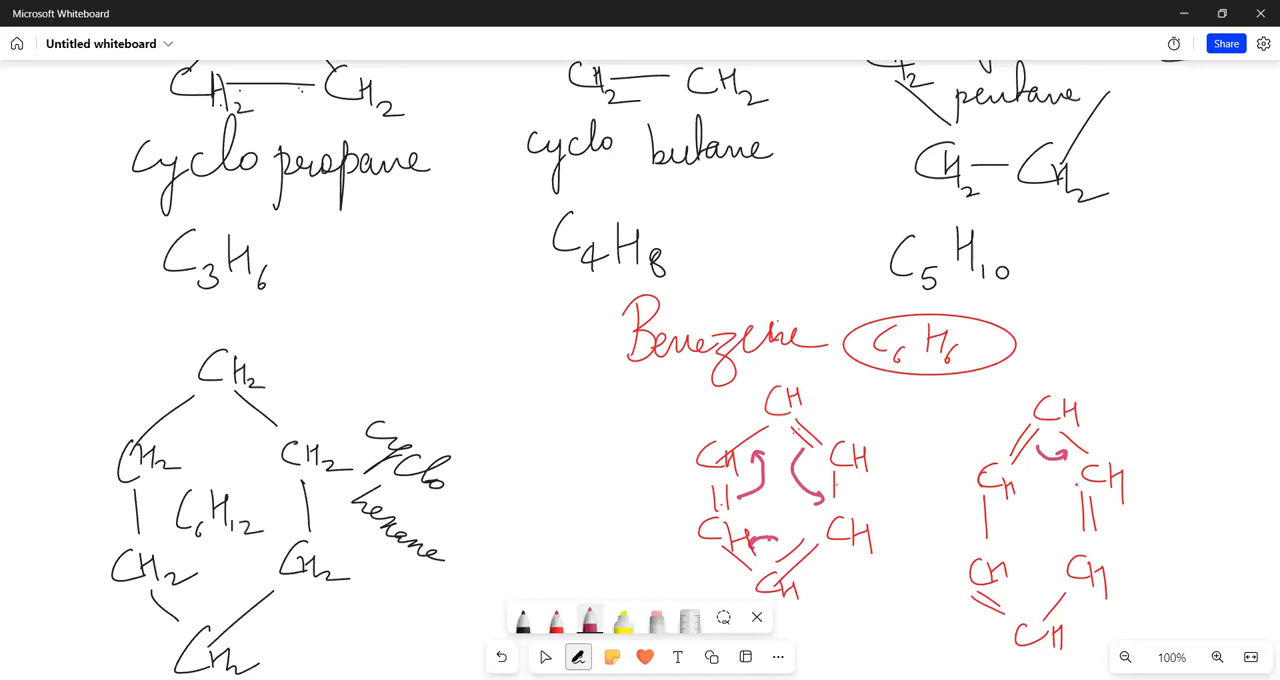 Microsoft Whiteboard
Untitled whiteboard
Share
CH2 CH2
cyclo propane
C3H6
CH2 CH2
cyclo butane
C4H8
pentane
CH2 CH2
C5H10
Benezene C6H6
CH2
CH2 CH2
cyclo
hexane
C6H12
CH2 CH2
CH2
CH
CH CH
CH CH
CH
CH
CH CH
CH CH
CH
100%